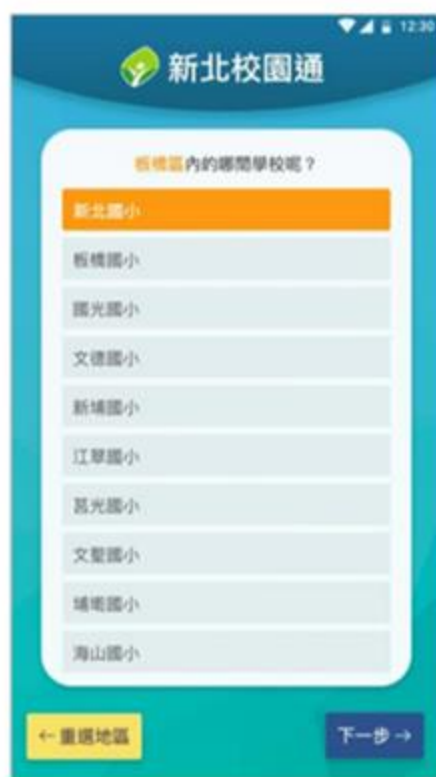 12:30
新北校園通
板橋區內的哪間學校呢？
新北國小
板橋國小
國光國小
文德國小
新埔國小
江翠國小
莒光國小
文聖國小
埔墘國小
海山國小
← 重選地區
下一步 →